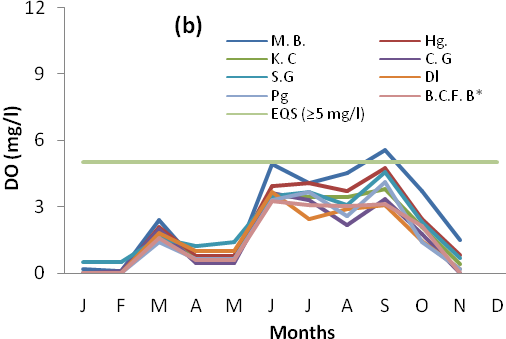 12
(b)
M. B.
Hg.
K. C
C. G
S.G
Dl
Pg
B.C.F. B*
EQS (≥5 mg/l)
9
6
3
0
DO (mg/l)
J F M A M J J A S O N D
Months